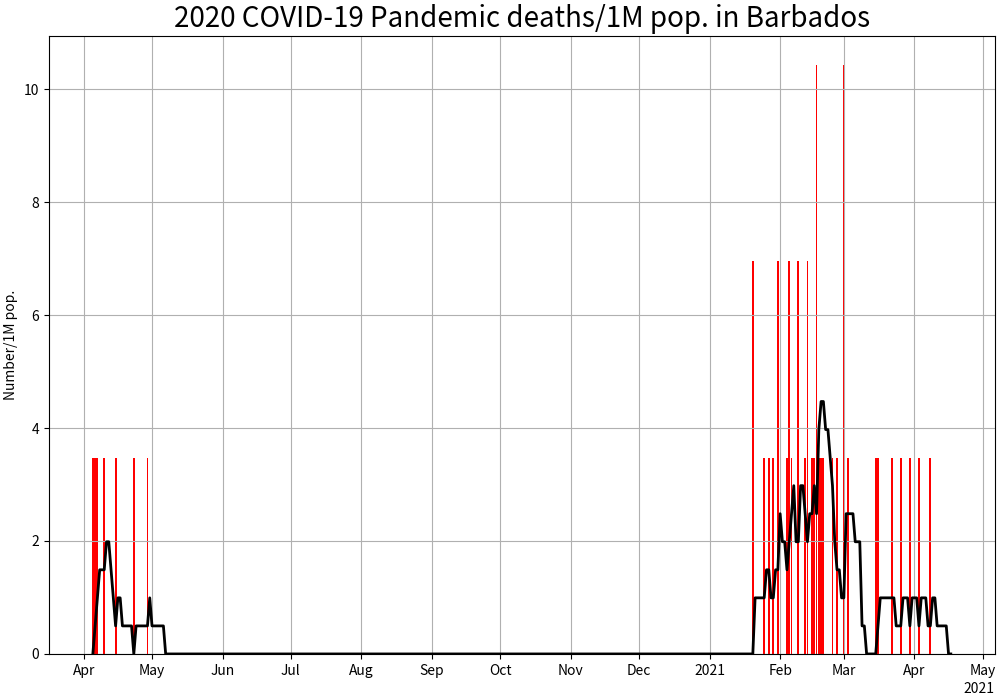 2020 COVID-19 Pandemic deaths/1M pop. in Barbados
Number/1M pop.
10
8
6
4
2
0
Apr May Jun Jul Aug Sep Oct Nov Dec 2021 Feb Mar Apr May
2021